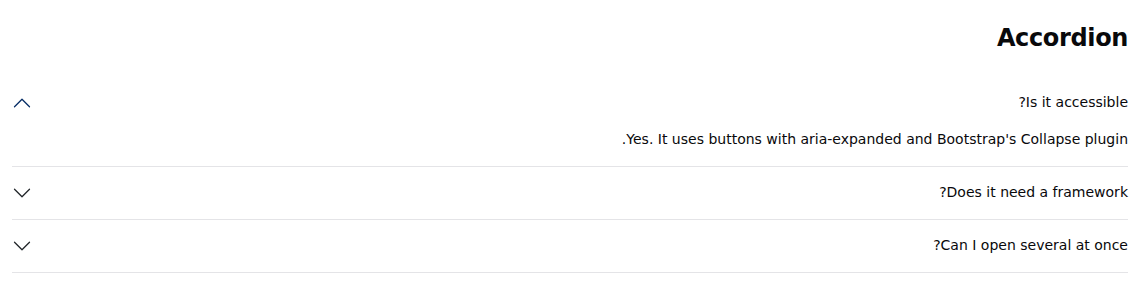 Accordion
?Is it accessible
.Yes. It uses buttons with aria-expanded and Bootstrap's Collapse plugin
?Does it need a framework
?Can I open several at once